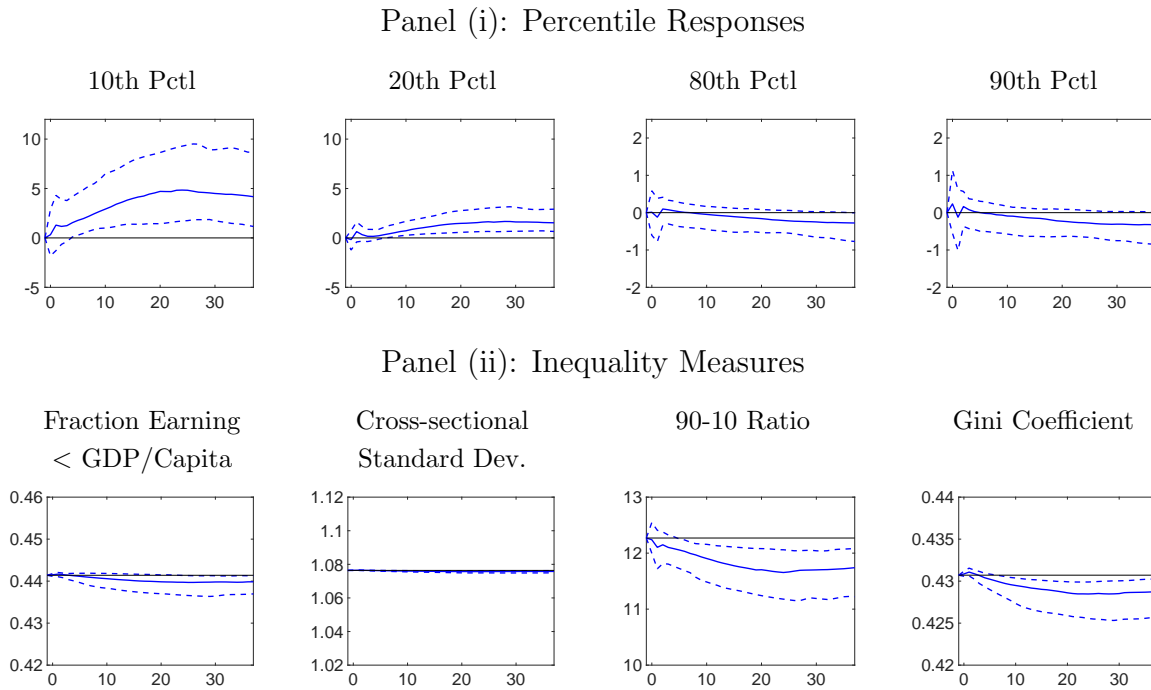 Panel (i): Percentile Responses
10th Pctl 20th Pctl 80th Pctl 90th Pctl
10 10 2 2
5 5 1 1
0 0 0 0
-1 -1
-5 -5 -2 -2
0 10 20 30 0 10 20 30 0 10 20 30 0 10 20 30
Panel (ii): Inequality Measures
Fraction Earning Cross-sectional 90-10 Ratio Gini Coefficient
< GDP/Capita Standard Dev.
0.46 1.12 13 0.44
0.45 1.1 12 0.435
0.44 1.08 11 0.43
0.43 1.06 10 0.425
0.42 1.04 0.42
1.02
0 10 20 30 0 10 20 30 0 10 20 30 0 10 20 30